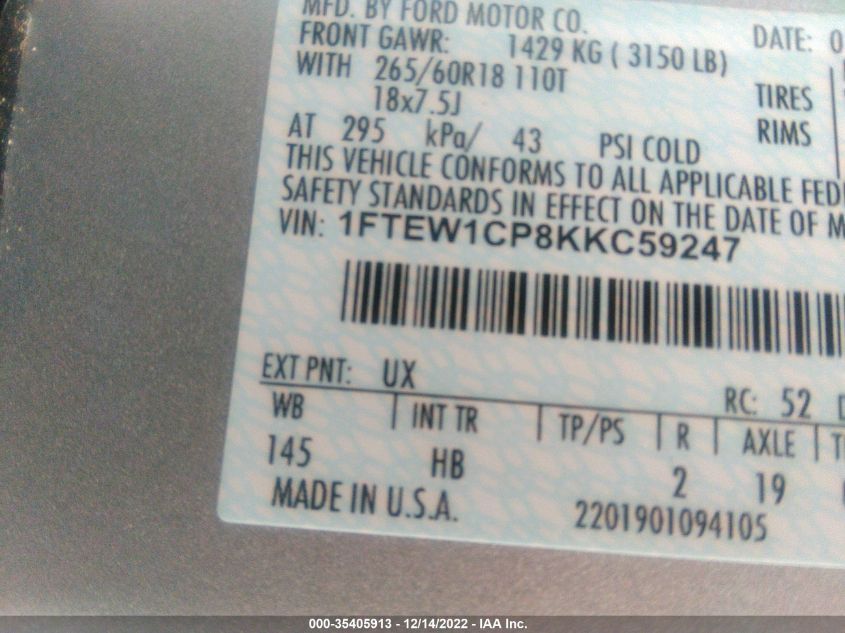 MFD. BY FORD MOTOR CO.
DATE: 0
FRONT GAWR: 1429 KG ( 3150 LB)
WITH 265/60R18 110T TIRES
18x7.5J RIMS
AT 295 kPa/ 43 PSI COLD
THIS VEHICLE CONFORMS TO ALL APPLICABLE FED
SAFETY STANDARDS IN EFFECT ON THE DATE OF M
VIN: 1FTEW1CP8KKC59247
EXT PNT: UX RC: 52
WB INT TR TP/PS R AXLE
145 HB 2 19
MADE IN U.S.A. 2201901094105
000-35405913 - 12/14/2022 - IAA Inc.